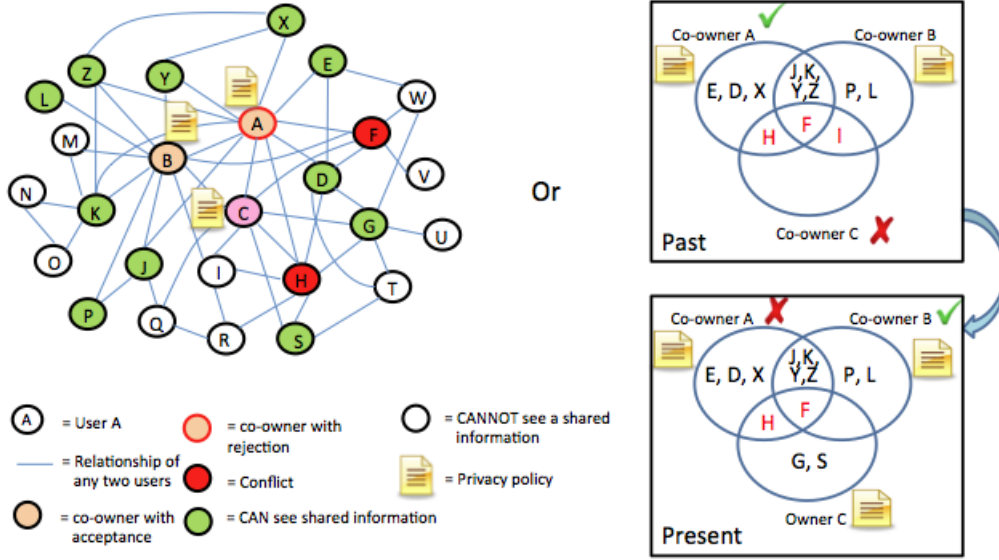 X
E
Z
Y
W
L
A
M
F
B
D
V
N
K
C
G
U
O
J
I
H
T
P
Q
R
S
Or
Co-owner A
Co-owner B
J,K,
E, D, X
Y,Z
P, L
H
F
I
Co-owner C
Past
Co-owner A
Co-owner B
J,K,
E, D, X
Y,Z
P, L
H
F
G, S
Owner C
Present
A
= User A
= co-owner with
rejection
= CANNOT see a shared
information
= Relationship of
any two users
= Conflict
= Privacy policy
= co-owner with
acceptance
= CAN see shared information